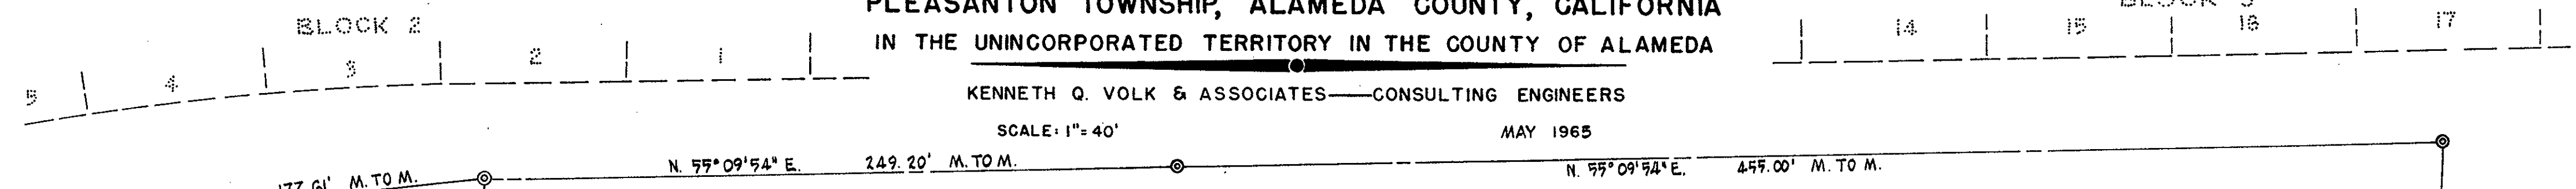 PLEASANTON TOWNSHIP, ALAMEDA COUNTY, CALIFORNIA
BLOCK 2
IN THE UNINCORPORATED TERRITORY IN THE COUNTY OF ALAMEDA
5 4 3 2 1
14 15 16 17
KENNETH Q. VOLK & ASSOCIATES—CONSULTING ENGINEERS
SCALE: 1"=40' MAY 1965
177.61' M. TO M.
N. 55° 09' 54" E. 249.20' M. TO M.
N. 55° 09' 54" E. 455.00' M. TO M.